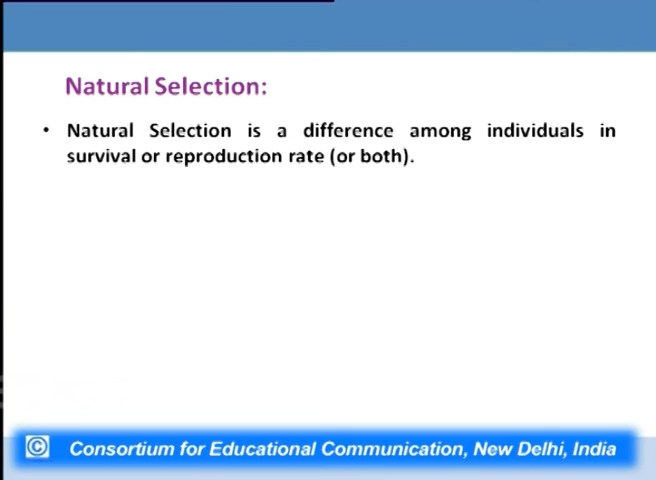 Natural Selection:
• Natural Selection is a difference among individuals in
survival or reproduction rate (or both).
© Consortium for Educational Communication, New Delhi, India